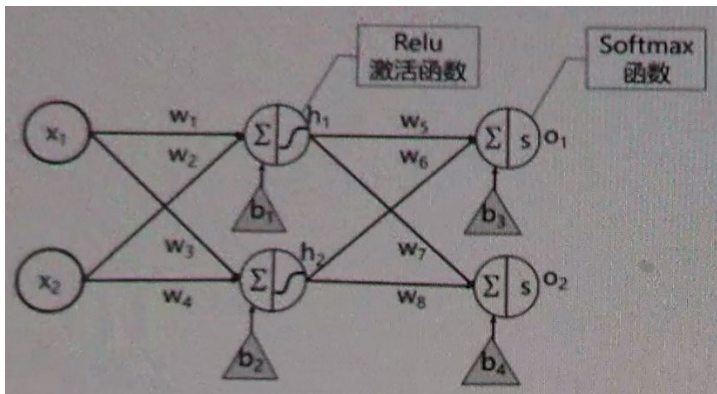 Relu
激活函数
Softmax
函数
x₁
w₁
Σ
h₁
w₅
Σ
s
o₁
w₂
w₆
b₁
b₃
w₃
h₂
w₇
x₂
w₄
Σ
w₈
Σ
s
o₂
b₂
b₄